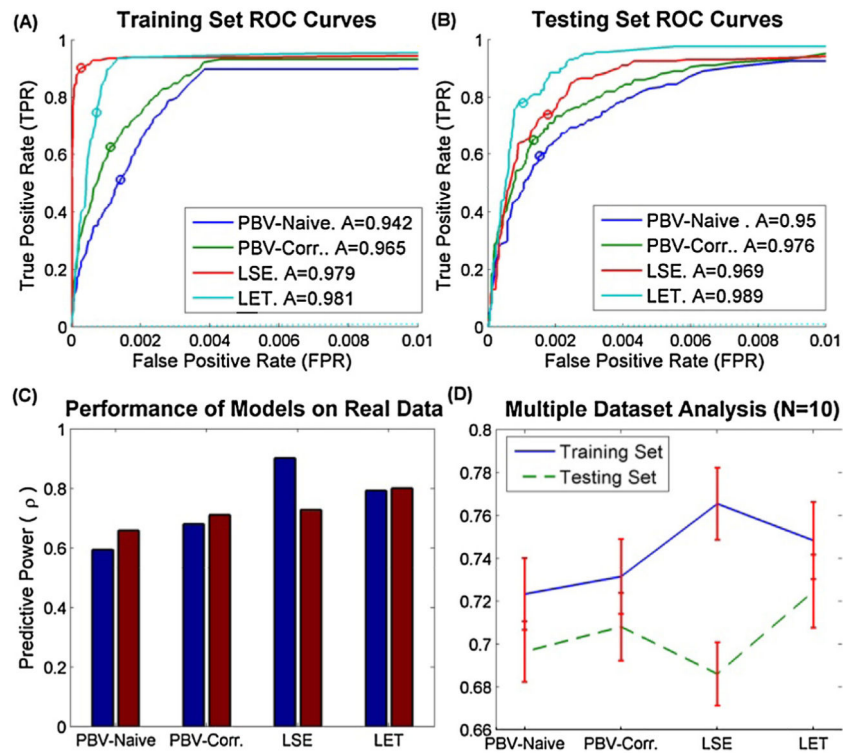 (A) Training Set ROC Curves
True Positive Rate (TPR)
1
0.8
0.6
0.4
0.2
0
PBV-Naive. A=0.942
PBV-Corr.. A=0.965
LSE. A=0.979
LET. A=0.981
0 0.002 0.004 0.006 0.008 0.01
False Positive Rate (FPR)
(B) Testing Set ROC Curves
True Positive Rate (TPR)
1
0.8
0.6
0.4
0.2
0
PBV-Naive . A=0.95
PBV-Corr.. A=0.976
LSE. A=0.969
LET. A=0.989
0 0.002 0.004 0.006 0.008 0.01
False Positive Rate (FPR)
(C) Performance of Models on Real Data
Predictive Power ( ρ )
1
0.8
0.6
0.4
0.2
0
PBV-Naive PBV-Corr. LSE LET
(D) Multiple Dataset Analysis (N=10)
0.8
0.78
0.76
0.74
0.72
0.7
0.68
0.66
Training Set
Testing Set
PBV-Naive PBV-Corr. LSE LET